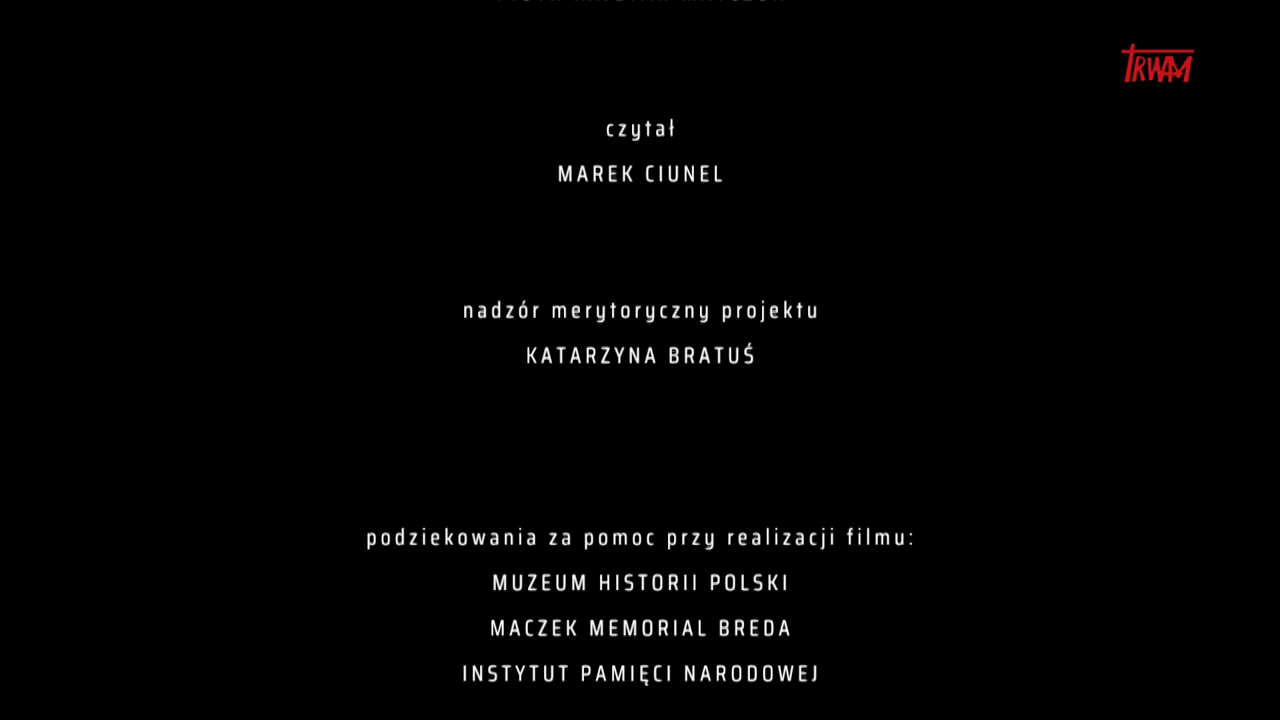 TRWAM
czytał
MAREK CIUNEL
nadzór merytoryczny projektu
KATARZYNA BRATUŚ
podziekowania za pomoc przy realizacji filmu:
MUZEUM HISTORII POLSKI
MACZEK MEMORIAL BREDA
INSTYTUT PAMIĘCI NARODOWEJ